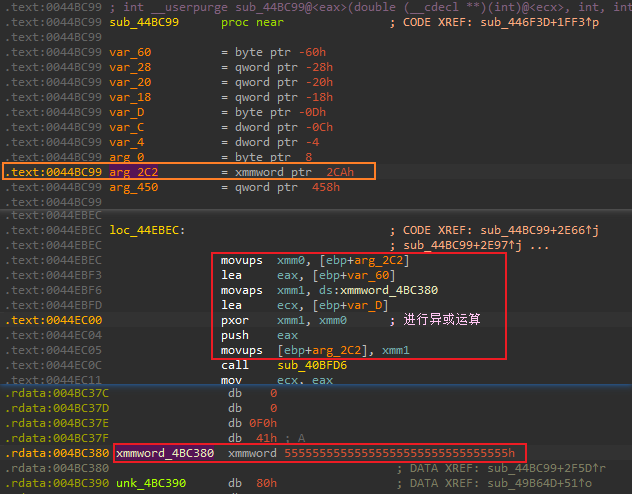 .text:0044BC99 ; int __userpurge sub_44BC99@<eax>(double (__cdecl **)(int)@<ecx>, int, int
.text:0044BC99 sub_44BC99 proc near ; CODE XREF: sub_446F3D+1FF3↑p
.text:0044BC99
.text:0044BC99 var_60 = byte ptr -60h
.text:0044BC99 var_28 = qword ptr -28h
.text:0044BC99 var_20 = qword ptr -20h
.text:0044BC99 var_18 = qword ptr -18h
.text:0044BC99 var_D = byte ptr -0Dh
.text:0044BC99 var_C = dword ptr -0Ch
.text:0044BC99 var_4 = dword ptr -4
.text:0044BC99 arg_0 = byte ptr 8
.text:0044BC99 arg_2C2 = xmmword ptr 2CAh
.text:0044BC99 arg_450 = qword ptr 458h
.text:0044BC99
.text:0044EBEC
.text:0044EBEC loc_44EBEC: ; CODE XREF: sub_44BC99+2E66↑j
.text:0044EBEC ; sub_44BC99+2E97↑j ...
.text:0044EBEC movups xmm0, [ebp+arg_2C2]
.text:0044EBF3 lea eax, [ebp+var_60]
.text:0044EBF6 movaps xmm1, ds:xmmword_4BC380
.text:0044EBFD lea ecx, [ebp+var_D]
.text:0044EC00 pxor xmm1, xmm0 ; 进行异或运算
.text:0044EC04 push eax
.text:0044EC05 movups [ebp+arg_2C2], xmm1
.text:0044EC0C call sub_40BFD6
.text:0044EC11 mov ecx, eax
.rdata:004BC37C db 0
.rdata:004BC37D db 0
.rdata:004BC37E db 0F0h
.rdata:004BC37F db 41h ; A
.rdata:004BC380 xmmword_4BC380 xmmword 55555555555555555555555555555555h
.rdata:004BC380 ; DATA XREF: sub_44BC99+2F5D↑r
.rdata:004BC390 unk_4BC390 db 80h ; DATA XREF: sub_49B64D+51↑o